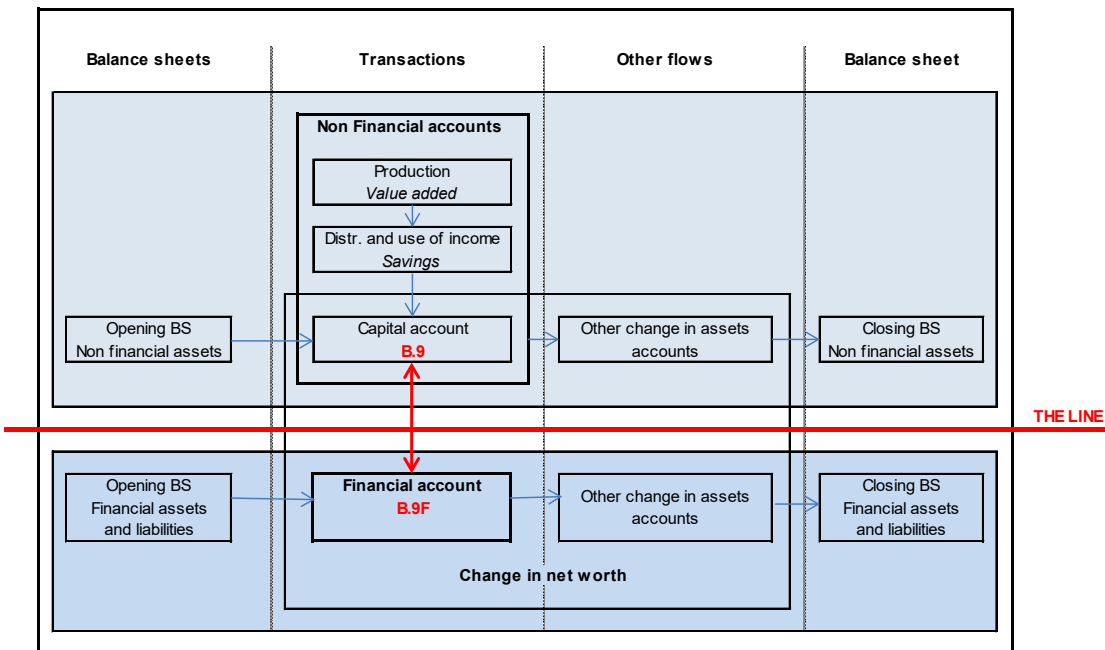 Balance sheets
Transactions
Other flows
Balance sheet
Non Financial accounts
Production
Value added
Distr. and use of income
Savings
Opening BS
Non financial assets
Capital account
B.9
Other change in assets
accounts
Closing BS
Non financial assets
THE LINE
Opening BS
Financial assets
and liabilities
Financial account
B.9F
Other change in assets
accounts
Closing BS
Financial assets
and liabilities
Change in net worth